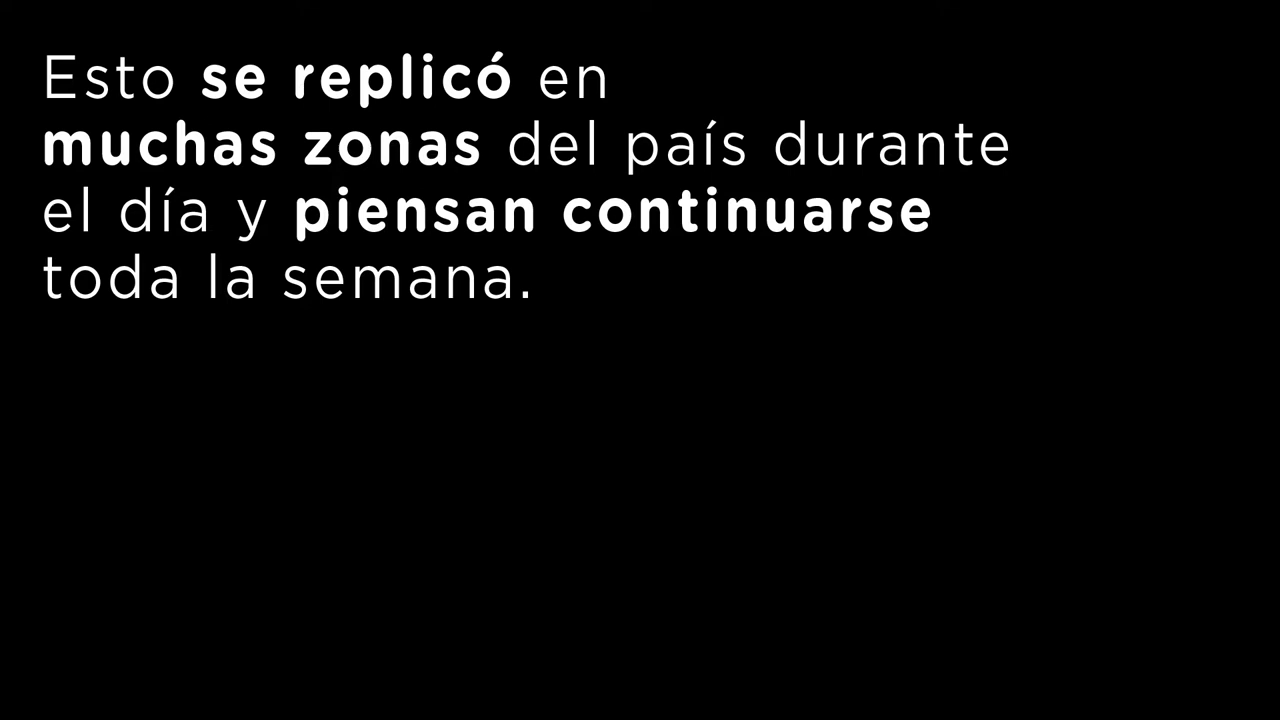 Esto se replicó en
muchas zonas del país durante
el día y piensan continuarse
toda la semana.